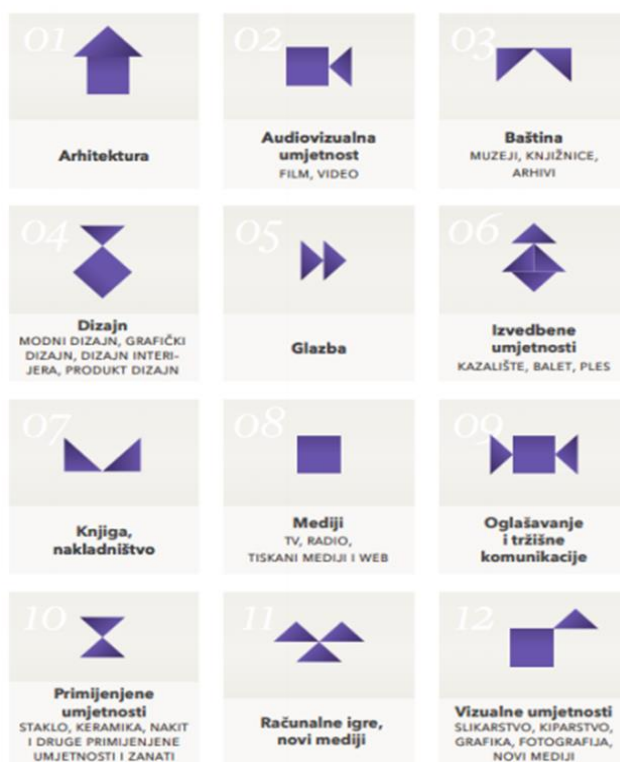 01
Arhitektura
02
Audiovizualna
umjetnost
FILM, VIDEO
03
Baština
MUZEJI, KNJIŽNICE,
ARHIVI
04
Dizajn
MODNI DIZAJN, GRAFIČKI
DIZAJN, DIZAJN INTERI-
JERA, PRODUKT DIZAJN
05
Glazba
06
Izvedbene
umjetnosti
KAZALIŠTE, BALET, PLES
07
Knjiga,
nakladništvo
08
Mediji
TV, RADIO,
TISKANI MEDIJI I WEB
09
Oglašavanje
i tržišne
komunikacije
10
Primijenjene
umjetnosti
STAKLO, KERAMIKA, NAKIT
I DRUGE PRIMIJENJENE
UMJETNOSTI I ZANATI
11
Računalne igre,
novi mediji
12
Vizualne umjetnosti
SLIKARSTVO, KIPARSTVO,
GRAFIKA, FOTOGRAFIJA,
NOVI MEDIJI